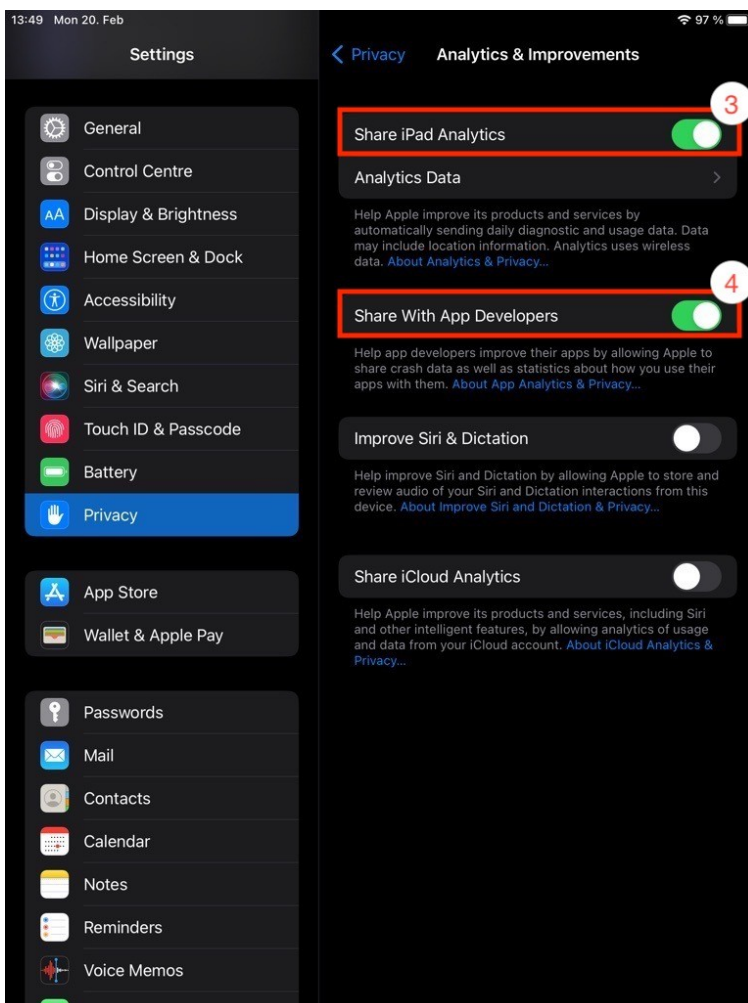 13:49 Mon 20. Feb
97 %
Settings
General
Control Centre
AA Display & Brightness
Home Screen & Dock
Accessibility
Wallpaper
Siri & Search
Touch ID & Passcode
Battery
Privacy
App Store
Wallet & Apple Pay
Passwords
Mail
Contacts
Calendar
Notes
Reminders
Voice Memos
Privacy Analytics & Improvements
3
Share iPad Analytics
Analytics Data
Help Apple improve its products and services by
automatically sending daily diagnostic and usage data. Data
may include location information. Analytics uses wireless
data. About Analytics & Privacy...
4
Share With App Developers
Help app developers improve their apps by allowing Apple to
share crash data as well as statistics about how you use their
apps with them. About App Analytics & Privacy...
Improve Siri & Dictation
Help improve Siri and Dictation by allowing Apple to store and
review audio of your Siri and Dictation interactions from this
device. About Improve Siri and Dictation & Privacy...
Share iCloud Analytics
Help Apple improve its products and services, including Siri
and other intelligent features, by allowing analytics of usage
and data from your iCloud account. About iCloud Analytics &
Privacy...